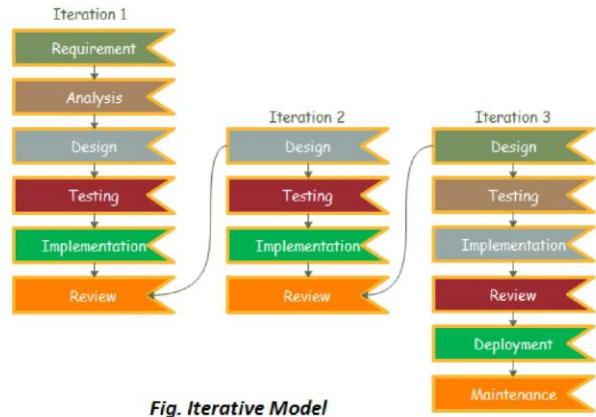 Iteration 1
Requirement
Analysis
Design
Testing
Implementation
Review
Iteration 2
Design
Testing
Implementation
Review
Iteration 3
Design
Testing
Implementation
Review
Deployment
Maintenance
Fig. Iterative Model